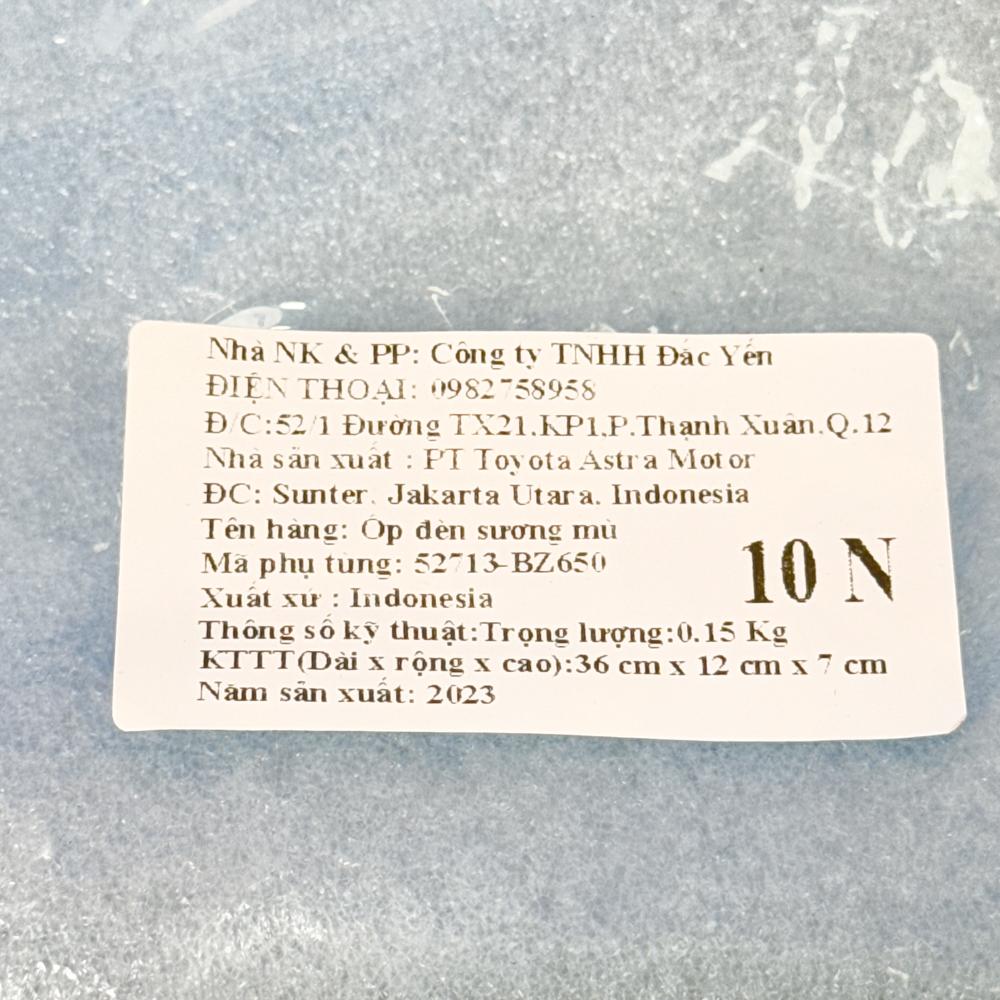 Nhà NK & PP: Công ty TNHH Đắc Yến
ĐIỆN THOẠI: 0982758958
Đ/C:52/1 Đường TX21,KP1,P.Thạnh Xuân,Q.12
Nhà sản xuất : PT Toyota Astra Motor
ĐC: Sunter, Jakarta Utara, Indonesia
Tên hàng: Ốp đèn sương mù
Mã phụ tùng: 52713-BZ650
10 N
Xuất xứ : Indonesia
Thông số kỹ thuật:Trọng lượng:0.15 Kg
KTTT(Dài x rộng x cao):36 cm x 12 cm x 7 cm
Năm sản xuất: 2023